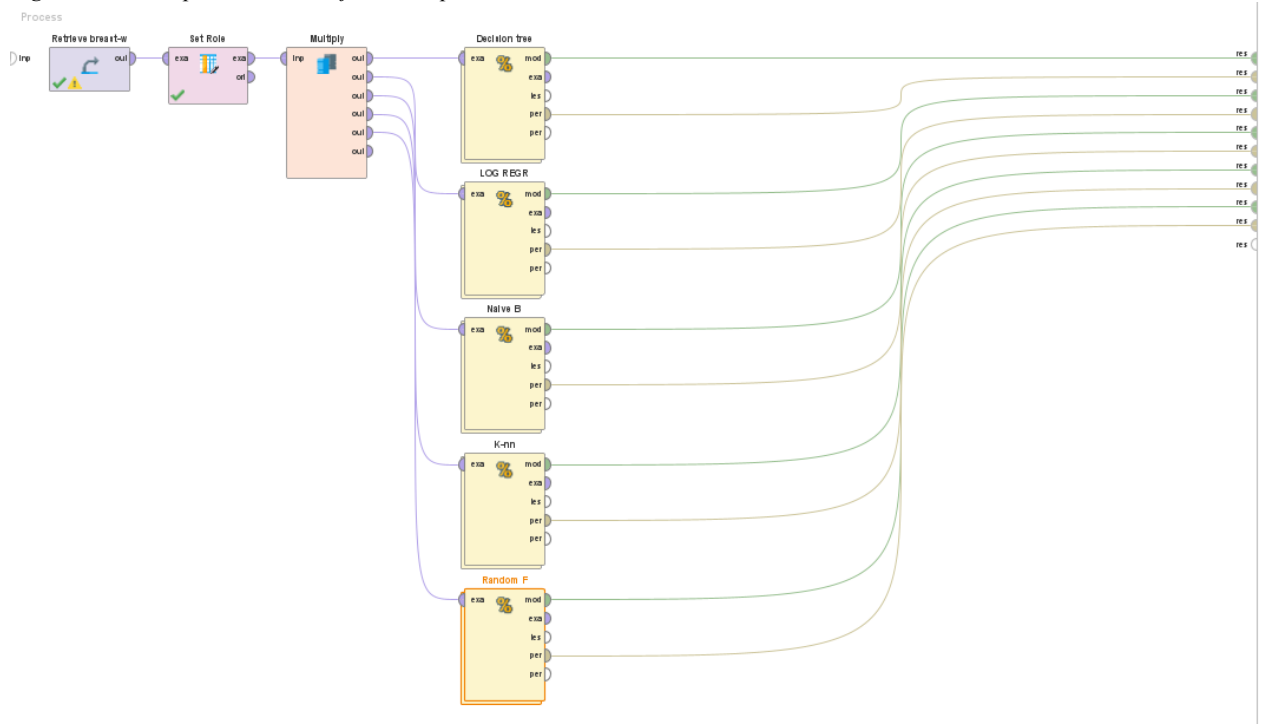 Process
Retrieve breast-w
Set Role
Multiply
Decision tree
inp
out
exa
exa
ori
inp
out
out
out
out
out
out
exa
mod
exa
tes
per
per
LOG REGR
exa
mod
exa
tes
per
per
Naive B
exa
mod
exa
tes
per
per
K-nn
exa
mod
exa
tes
per
per
Random F
exa
mod
exa
tes
per
per
res
res
res
res
res
res
res
res
res
res
res